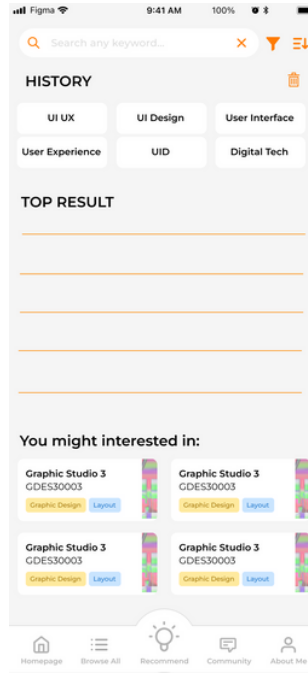 Figma 9:41 AM 100%
Search any keyword...
HISTORY
UI UX UI Design User Interface
User Experience UID Digital Tech
TOP RESULT
You might interested in:
Graphic Studio 3 Graphic Studio 3
GDES30003 GDES30003
Graphic Design Layout Graphic Design Layout
Graphic Studio 3 Graphic Studio 3
GDES30003 GDES30003
Graphic Design Layout Graphic Design Layout
Homepage Browse All Recommend Community About Me